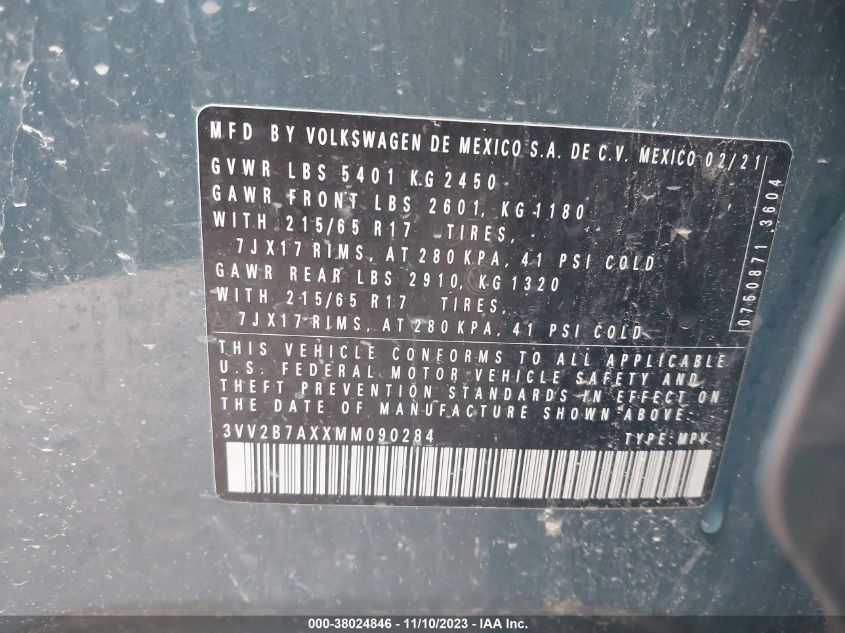 MFD BY VOLKSWAGEN DE MEXICO S.A. DE C.V. MEXICO 02/21
GVWR LBS 5401 KG 2450
GAWR FRONT LBS 2601, KG 1180
WITH 215/65 R17 TIRES,
7JX17 RIMS, AT 280 KPA, 41 PSI COLD
GAWR REAR LBS 2910, KG 1320
WITH 215/65 R17 TIRES,
7JX17 RIMS, AT 280 KPA, 41 PSI COLD
THIS VEHICLE CONFORMS TO ALL APPLICABLE
U.S. FEDERAL MOTOR VEHICLE SAFETY AND
THEFT PREVENTION STANDARDS IN EFFECT ON
THE DATE OF MANUFACTURE SHOWN ABOVE.
3VV2B7AXXMM090284 TYPE: MPV
0760871 3604
000-38024846 - 11/10/2023 - IAA Inc.